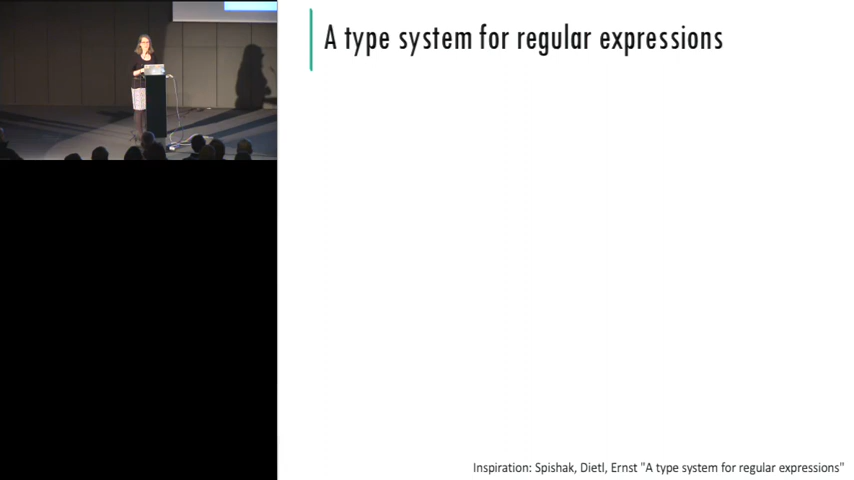 A type system for regular expressions
Inspiration: Spishak, Dietl, Ernst "A type system for regular expressions"